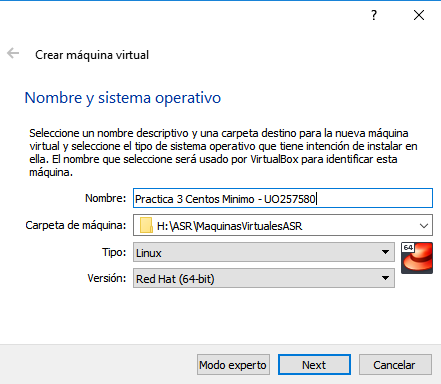 ?
Crear máquina virtual
Nombre y sistema operativo
Seleccione un nombre descriptivo y una carpeta destino para la nueva máquina
virtual y seleccione el tipo de sistema operativo que tiene intención de instalar en
ella. El nombre que seleccione será usado por VirtualBox para identificar esta
máquina.
Nombre: Practica 3 Centos Minimo - UO257580
Carpeta de máquina: H:\ASR\MaquinasVirtualesASR
Tipo: Linux
64
Versión: Red Hat (64-bit)
Modo experto Next Cancelar